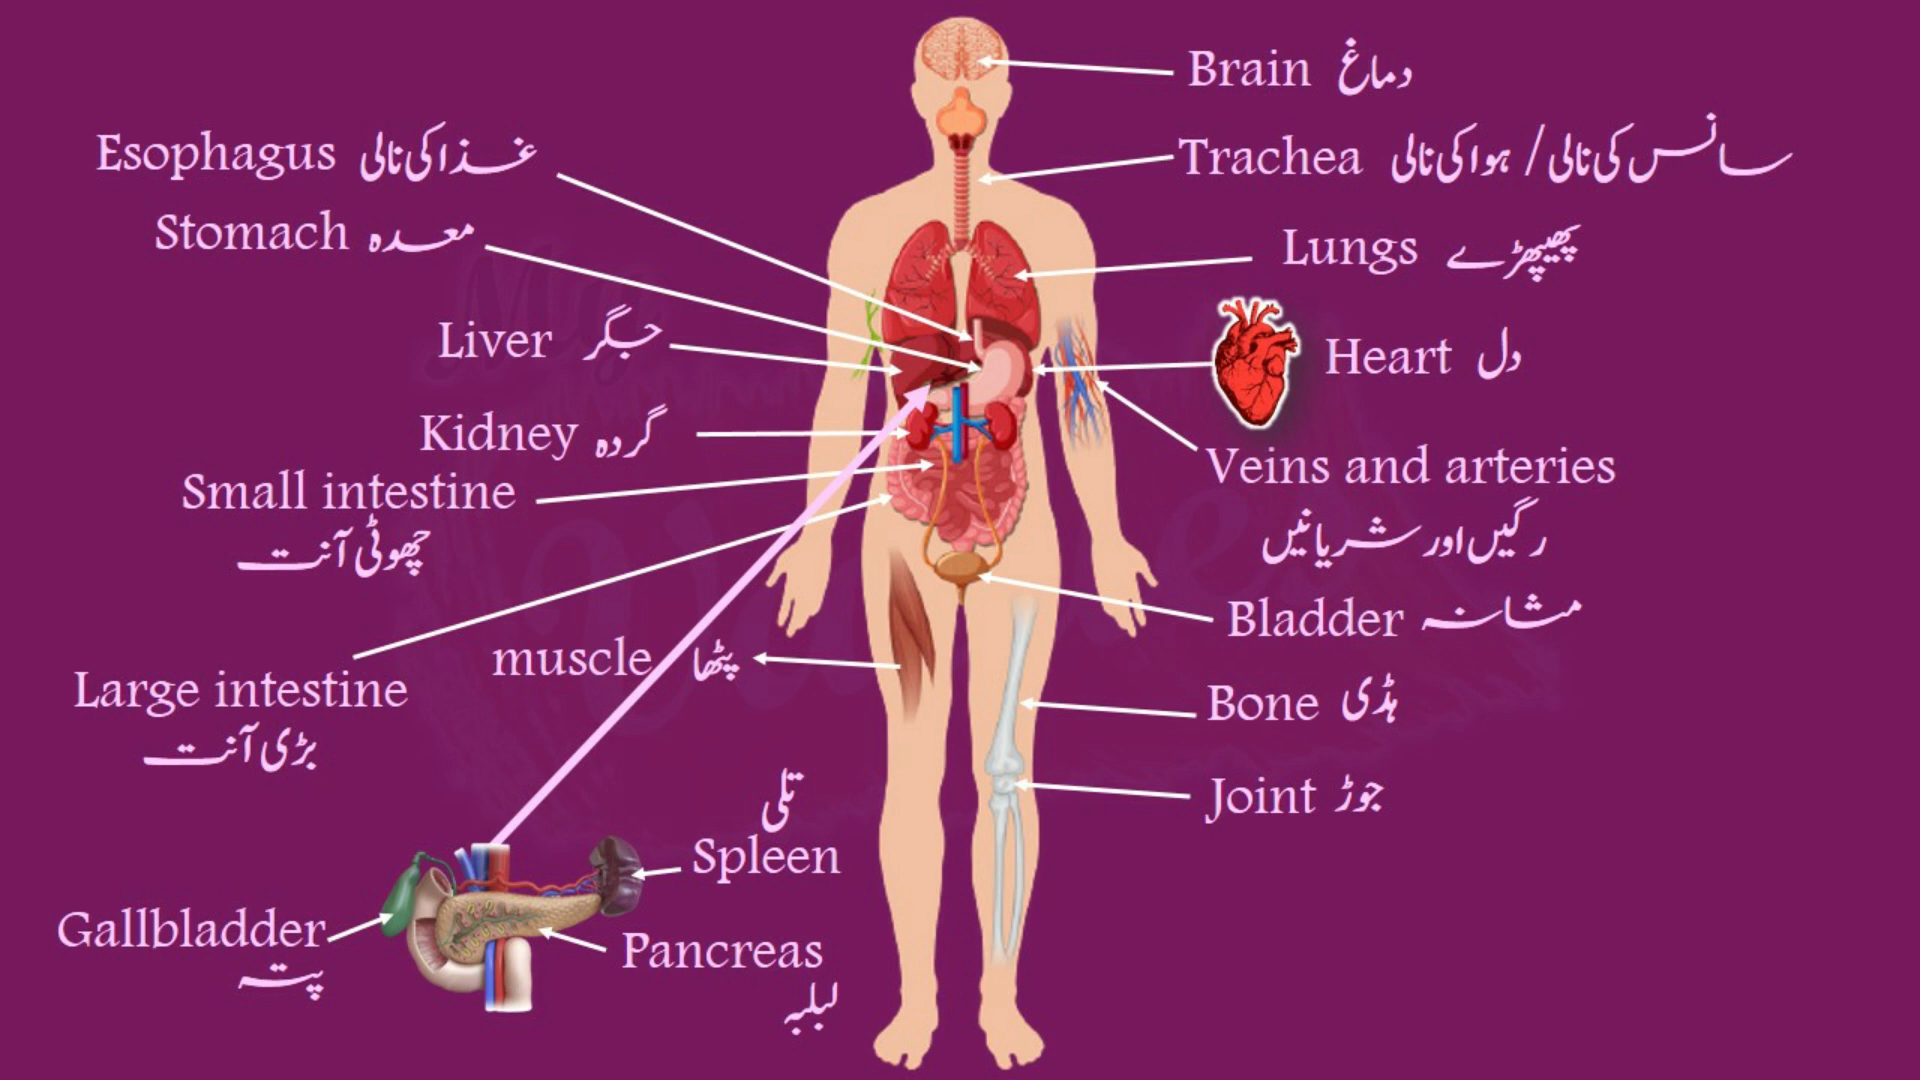 Brain دماغ
Trachea سانس کی نالی / ہوا کی نالی
Lungs پھیپھڑے
Heart دل
Veins and arteries
رگیں اور شریانیں
Bladder مثانہ
Bone ہڈی
Joint جوڑ
Esophagus غذا کی نالی
Stomach معدہ
Liver جگر
Kidney گردہ
Small intestine
چھوٹی آنت
Large intestine
بڑی آنت
muscle پٹھا
تلی
Spleen
Gallbladder
پتہ
Pancreas
لبلبہ